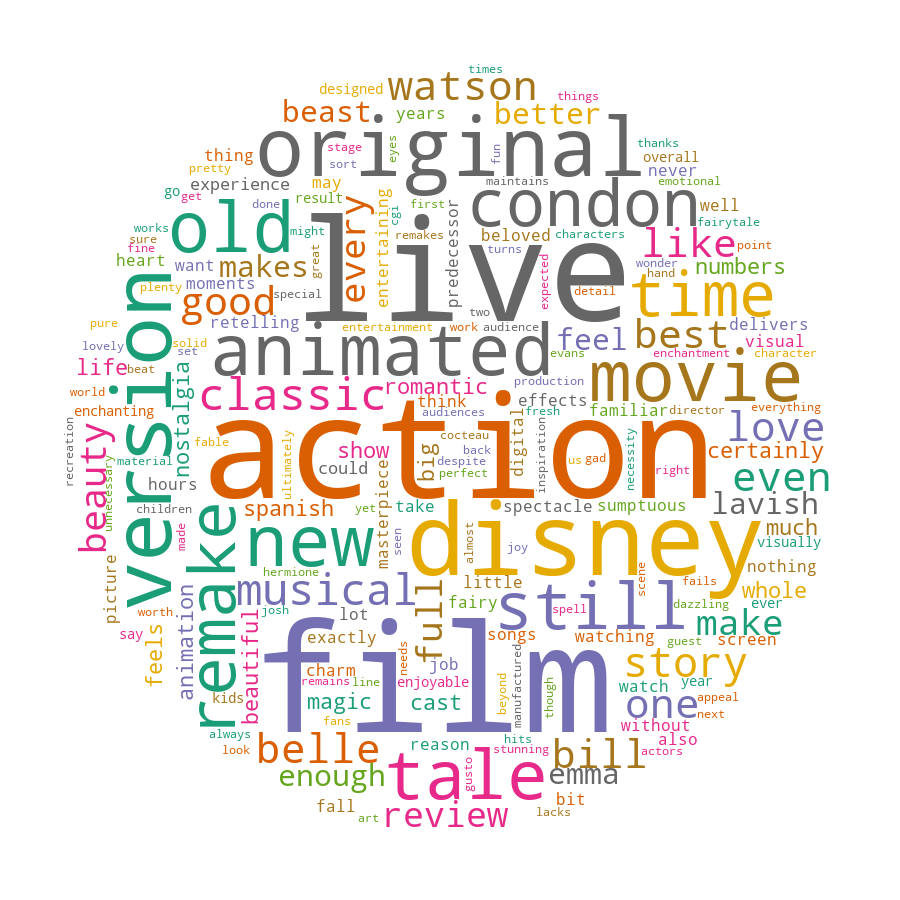 times
watson
designed
things
beast
years
better
original
eyes
stage
fun
thanks
thing
sort
overall
pretty
never
experience
may
maintains
condon
emotional
go
get
result
every
entertaining
cgi
first
predecessor
live
well
fairytale
old
done
might
remakes
beloved
characters
works
turns
like
point
sure
fine
great
expected
heart
want
makes
wonder
numbers
hand
moments
special
detail
time
plenty
good
two
version
pure
retelling
entertainment
work
audience
feel
best
delivers
lovely
solid
set
animated
evans
enchantment
visual
character
life
beat
nostalgia
movie
world
classic
romantic
production
effects
enchanting
think
audiences
fresh
familiar
director
everything
recreation
beauty
fable
action
digital
love
material
ultimately
show
big
cocteau
back
inspiration
necessity
certainly
unnecessary
could
masterpiece
despite
perfect
us
gad
right
even
hours
children
spanish
yet
take
spectacle
sumptuous
lavish
made
remake
new
seen
disney
almost
joy
much
visually
picture
hermione
musical
full
little
scene
fails
nothing
animation
fairy
still
spell
dazzling
whole
ever
worth
beautiful
josh
lot
make
say
feels
exactly
songs
watching
guest
screen
film
charm
needs
job
manufactured
story
remains
line
enjoyable
beyond
though
watch
year
kids
magic
cast
one
appeal
next
fans
without
always
look
belle
reason
hits
stunning
bill
also
actors
enough
tale
gusto
emma
fall
bit
art
review
lacks